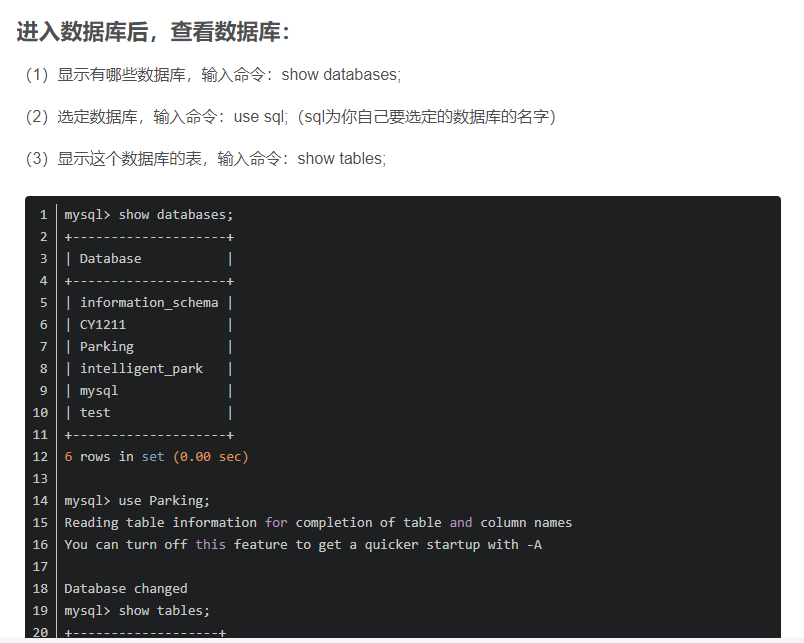 进入数据库后，查看数据库：
（1）显示有哪些数据库，输入命令：show databases;
（2）选定数据库，输入命令：use sql;（sql为你自己要选定的数据库的名字）
（3）显示这个数据库的表，输入命令：show tables;
1 mysql> show databases;
2 +--------------------+
3 | Database           |
4 +--------------------+
5 | information_schema |
6 | CY1211             |
7 | Parking            |
8 | intelligent_park   |
9 | mysql              |
10 | test               |
11 +--------------------+
12 6 rows in set (0.00 sec)
13
14 mysql> use Parking;
15 Reading table information for completion of table and column names
16 You can turn off this feature to get a quicker startup with -A
17
18 Database changed
19 mysql> show tables;
20 +-------------------+